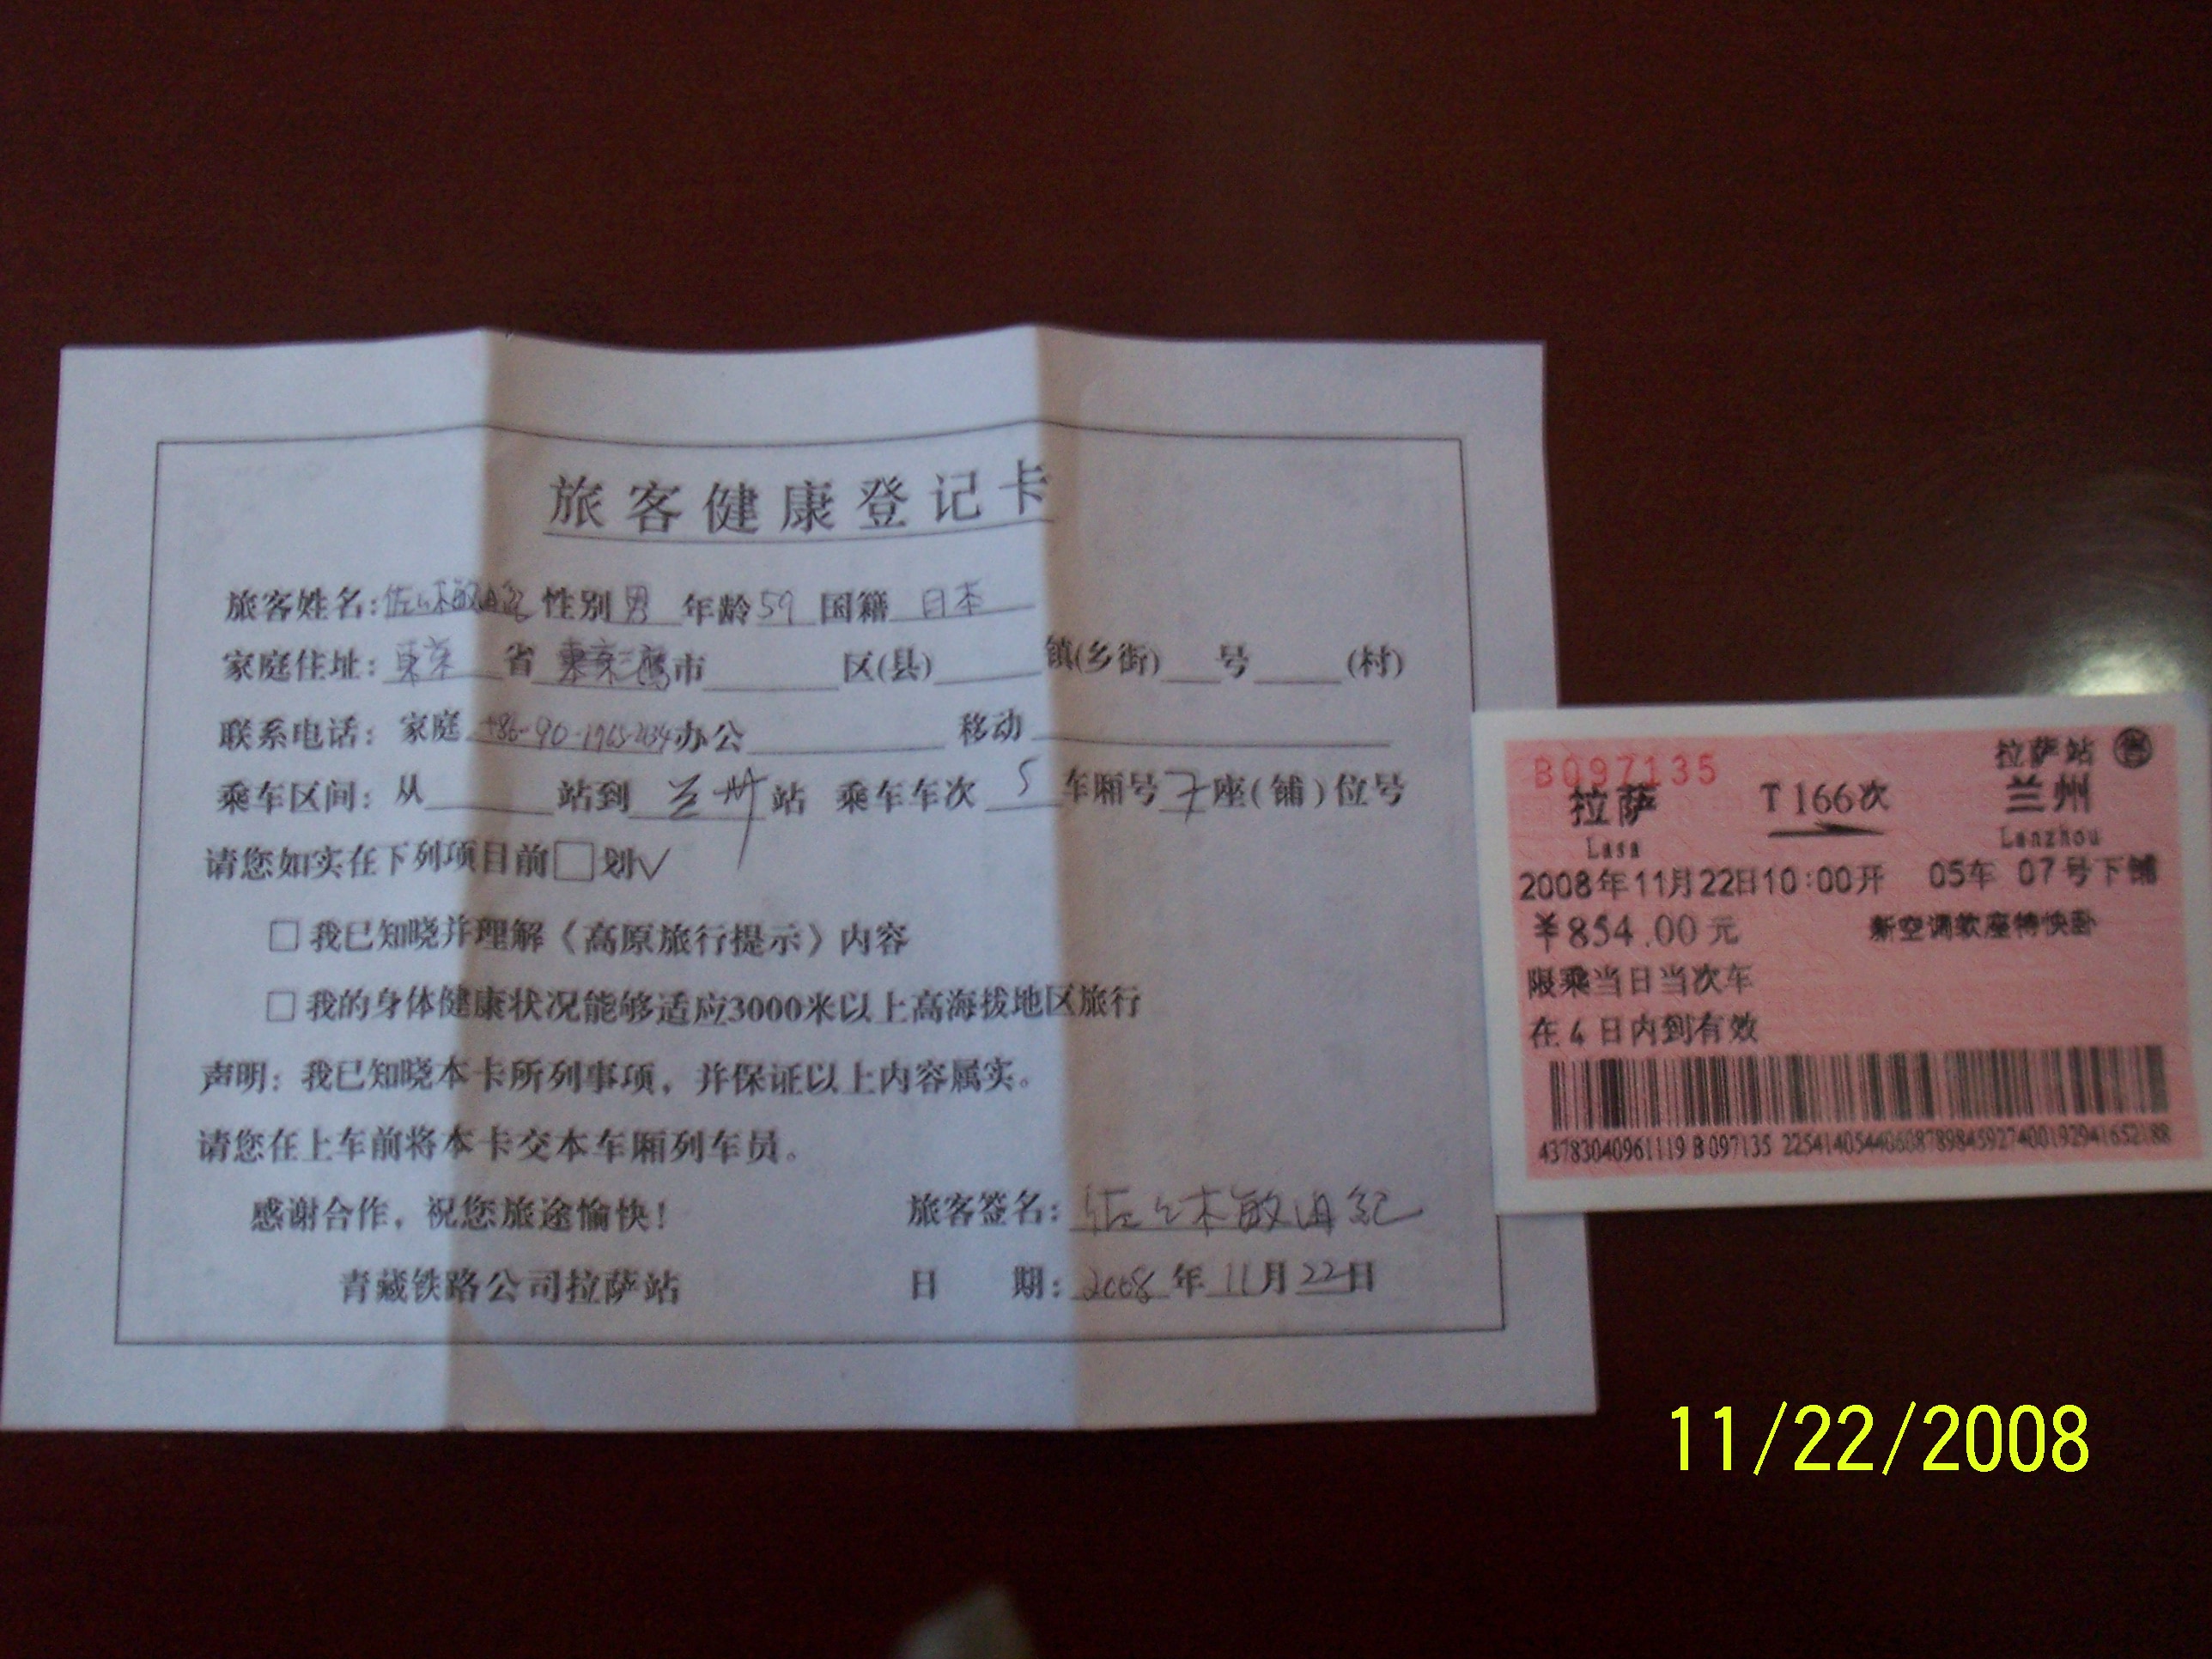 旅客健康登记卡
旅客姓名:佐々木敏由紀 性别 男 年龄 59 国籍 日本
家庭住址:東京 省 東京三鷹 市 区(县) 镇(乡街) 号 (村)
联系电话: 家庭 办公 移动
乘车区间: 从 站到 兰州 站 乘车车次 5 车厢号 7 座(铺)位号
请您如实在下列项目前□划√
□我已知晓并理解《高原旅行提示》内容
□我的身体健康状况能够适应3000米以上高海拔地区旅行
声明: 我已知晓本卡所列事项, 并保证以上内容属实。
请您在上车前将本卡交本车厢列车员。
感谢合作, 祝您旅途愉快! 旅客签名: 佐々木敏由紀
青藏铁路公司拉萨站 日 期: 2008 年 11 月 22 日
B097135 拉萨站 售
拉萨 T166次 兰州
Lasa Lanzhou
2008年11月22日10:00开 05车 07号下铺
¥854.00元 新空调软座特快卧
限乘当日当次车
在4日内到有效
43783040961119 B097135
11/22/2008